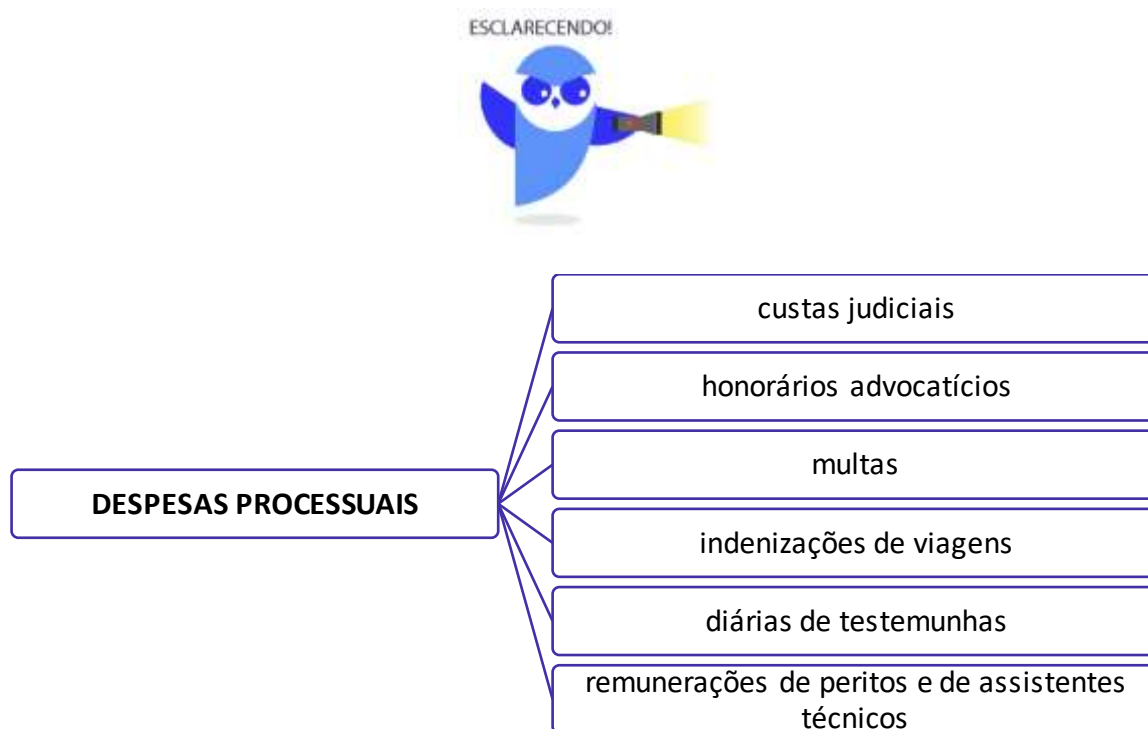 ESCLARECENDO!
custas judiciais
honorários advocatícios
multas
DESPESAS PROCESSUAIS
indenizações de viagens
diárias de testemunhas
remunerações de peritos e de assistentes
técnicos